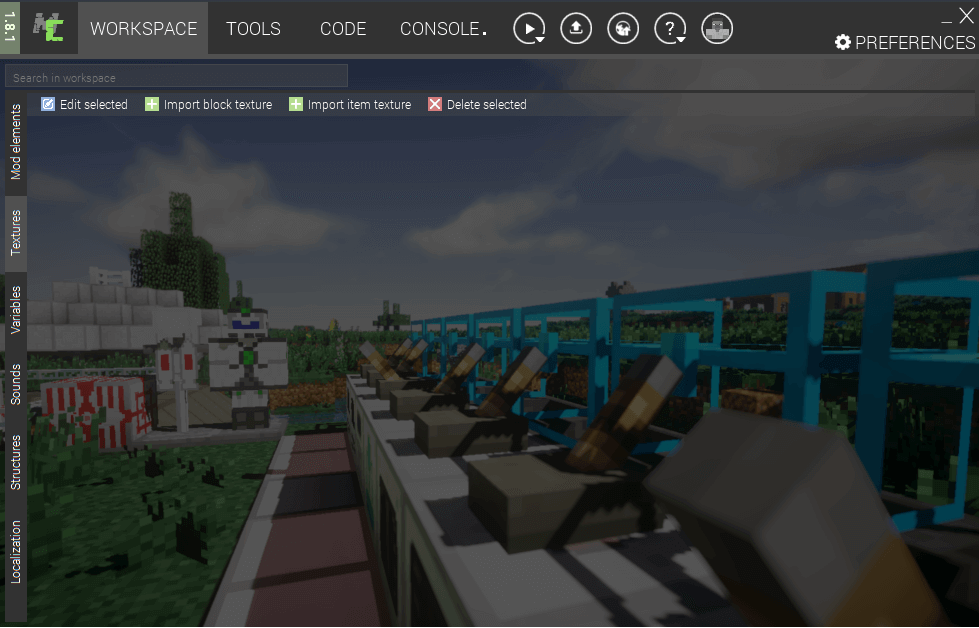 1.8.1
WORKSPACE
TOOLS
CODE
CONSOLE.
?
PREFERENCES
Search in workspace
Edit selected
Import block texture
Import item texture
Delete selected
Mod elements
Textures
Variables
Sounds
Structures
Localization